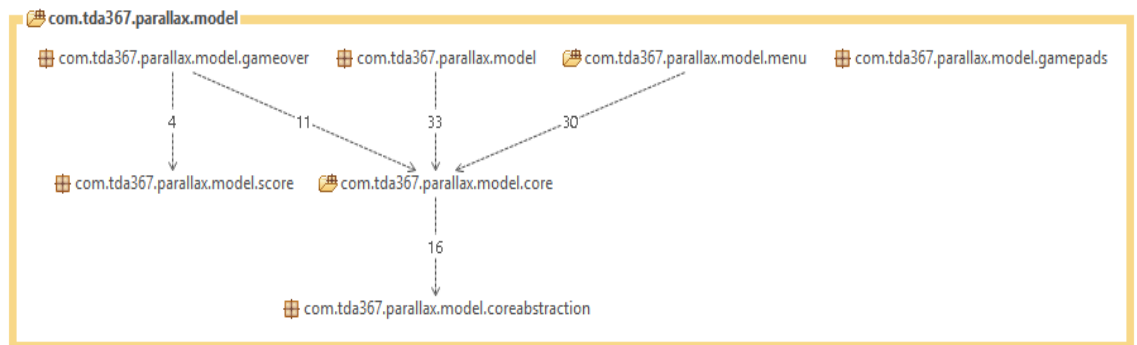 com.tda367.parallax.model
com.tda367.parallax.model.gameover com.tda367.parallax.model com.tda367.parallax.model.menu com.tda367.parallax.model.gamepads
4 11 33 30
com.tda367.parallax.model.score com.tda367.parallax.model.core
16
com.tda367.parallax.model.coreabstraction